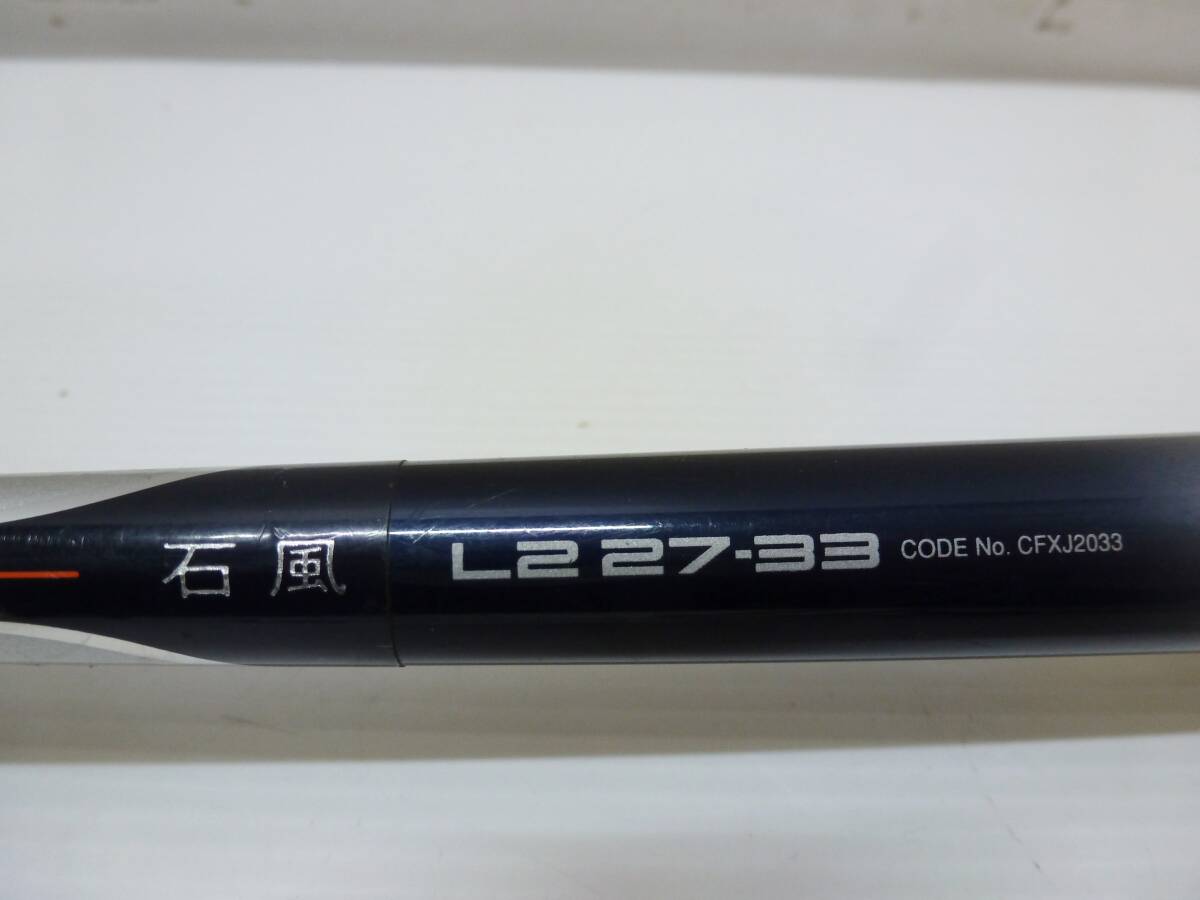 石風 L2 27-33 CODE No. CFXJ2033